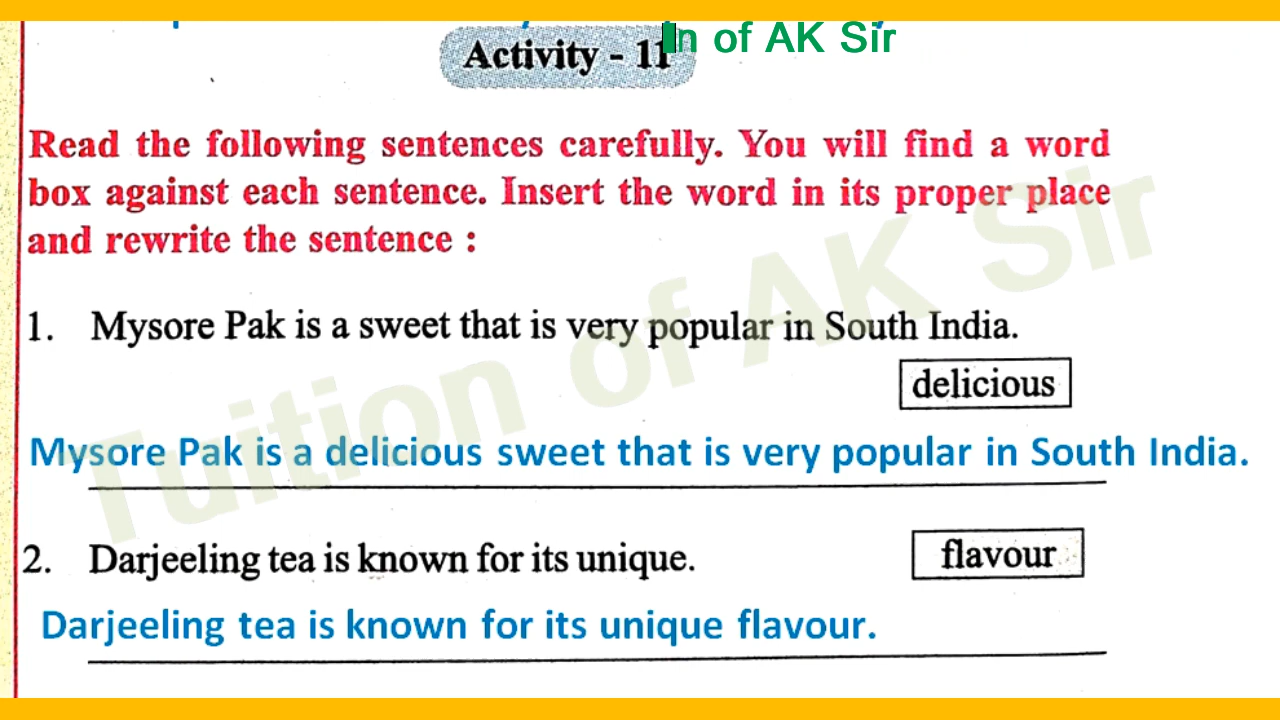 In of AK Sir
Activity - 11
Read the following sentences carefully. You will find a word
box against each sentence. Insert the word in its proper place
and rewrite the sentence :
1. Mysore Pak is a sweet that is very popular in South India.
delicious
Mysore Pak is a delicious sweet that is very popular in South India.
2. Darjeeling tea is known for its unique. flavour
Darjeeling tea is known for its unique flavour.
Tuition of AK Sir